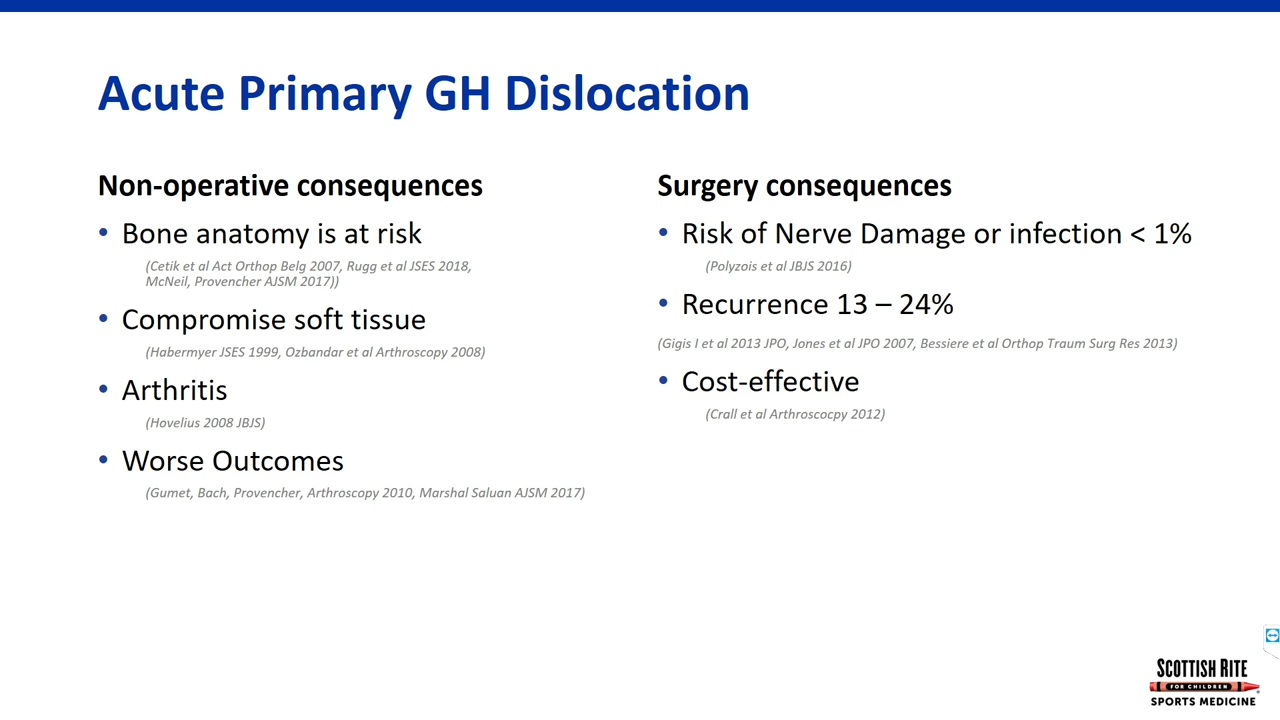 Acute Primary GH Dislocation
Non-operative consequences
• Bone anatomy is at risk
(Cetik et al Act Orthop Belg 2007, Rugg et al JSES 2018,
McNeil, Provencher AJSM 2017))
• Compromise soft tissue
(Habermyer JSES 1999, Ozbandar et al Arthroscopy 2008)
• Arthritis
(Hovelius 2008 JBJS)
• Worse Outcomes
(Gumet, Bach, Provencher, Arthroscopy 2010, Marshal Saluan AJSM 2017)
Surgery consequences
• Risk of Nerve Damage or infection < 1%
(Polyzois et al JBJS 2016)
• Recurrence 13 – 24%
(Gigis I et al 2013 JPO, Jones et al JPO 2007, Bessiere et al Orthop Traum Surg Res 2013)
• Cost-effective
(Crall et al Arthroscocpy 2012)
SCOTTISH RITE
FOR CHILDREN
SPORTS MEDICINE